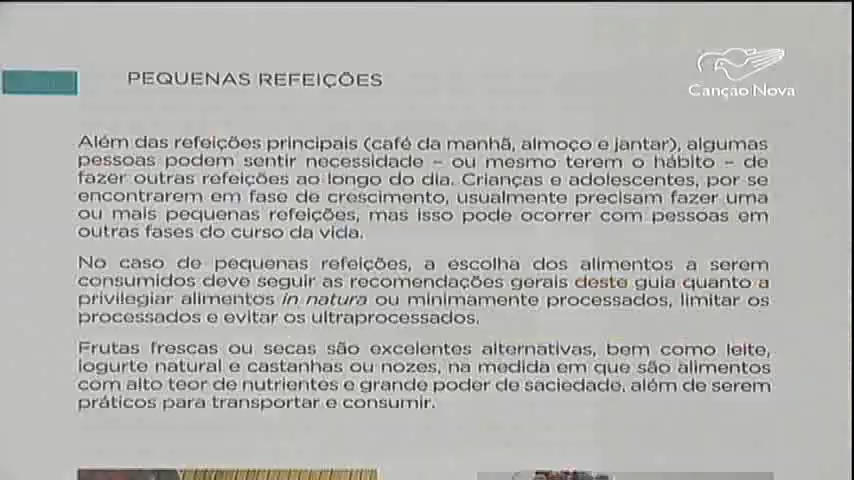 PEQUENAS REFEIÇÕES
Canção Nova
Além das refeições principais (café da manhã, almoço e jantar), algumas
pessoas podem sentir necessidade – ou mesmo terem o hábito – de
fazer outras refeições ao longo do dia. Crianças e adolescentes, por se
encontrarem em fase de crescimento, usualmente precisam fazer uma
ou mais pequenas refeições, mas isso pode ocorrer com pessoas em
outras fases do curso da vida.
No caso de pequenas refeições, a escolha dos alimentos a serem
consumidos deve seguir as recomendações gerais deste guia quanto a
privilegiar alimentos in natura ou minimamente processados, limitar os
processados e evitar os ultraprocessados.
Frutas frescas ou secas são excelentes alternativas, bem como leite,
iogurte natural e castanhas ou nozes, na medida em que são alimentos
com alto teor de nutrientes e grande poder de saciedade, além de serem
práticos para transportar e consumir.